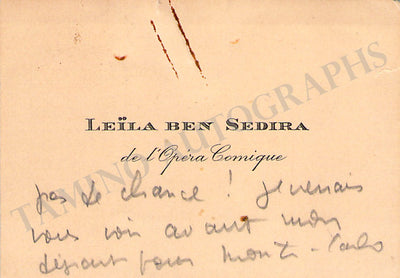 LEÏLA BEN SEDIRA
de l'Opéra Comique
pas de chance ! Je venais
vous voir avant mon
départ pour Monte-Carlo
TAMINO AUTOGRAPHS